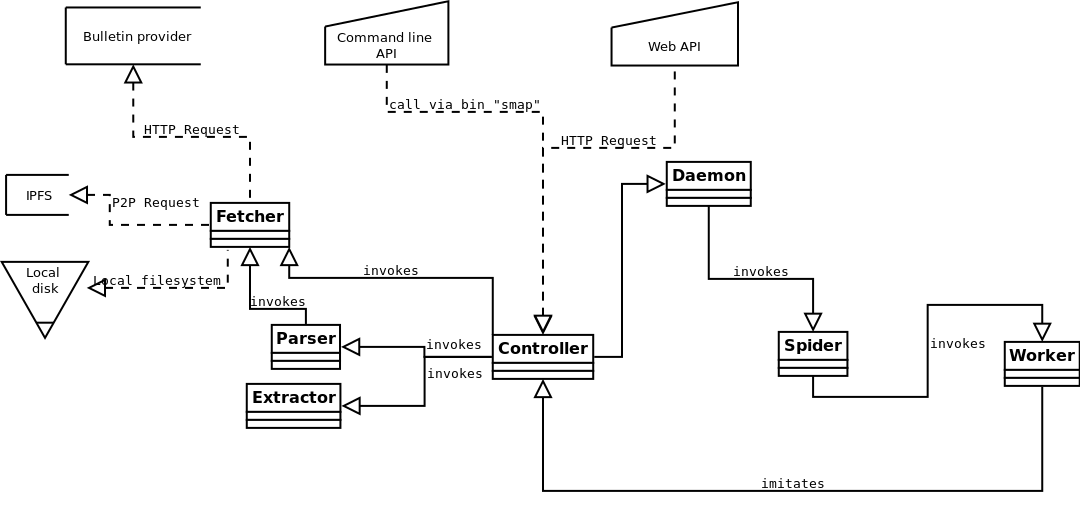 Bulletin provider
Command line
API
Web API
call via bin "smap"
HTTP Request
HTTP Request
Daemon
IPFS
P2P Request
Fetcher
Local
disk
Local filesystem
invokes
invokes
invokes
Parser
invokes
Controller
Spider
invokes
Worker
invokes
Extractor
imitates